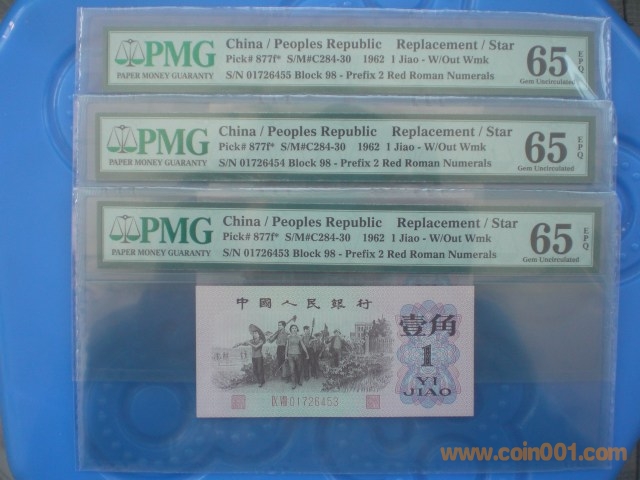 PMG
PAPER MONEY GUARANTY
China / Peoples Republic Replacement / Star
Pick# 877f* S/M#C284-30 1962 1 Jiao - W/Out Wmk
S/N 01726455 Block 98 - Prefix 2 Red Roman Numerals
65 EPQ
Gem Uncirculated
PMG
PAPER MONEY GUARANTY
China / Peoples Republic Replacement / Star
Pick# 877f* S/M#C284-30 1962 1 Jiao - W/Out Wmk
S/N 01726454 Block 98 - Prefix 2 Red Roman Numerals
65 EPQ
Gem Uncirculated
PMG
PAPER MONEY GUARANTY
China / Peoples Republic Replacement / Star
Pick# 877f* S/M#C284-30 1962 1 Jiao - W/Out Wmk
S/N 01726453 Block 98 - Prefix 2 Red Roman Numerals
65 EPQ
Gem Uncirculated
中國人民銀行
壹角
1
YI
JIAO
01726453
www.coin001.com